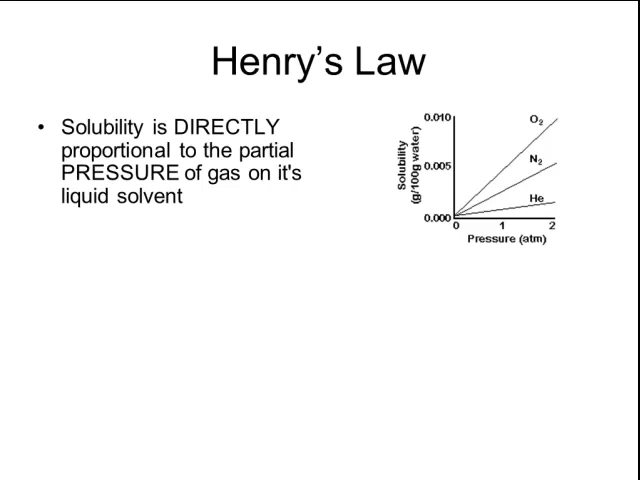 Henry's Law
• Solubility is DIRECTLY
proportional to the partial
PRESSURE of gas on it's
liquid solvent
Solubility
(g/100g water)
0.010
0.005
0.000
O2
N2
He
0 1 2
Pressure (atm)